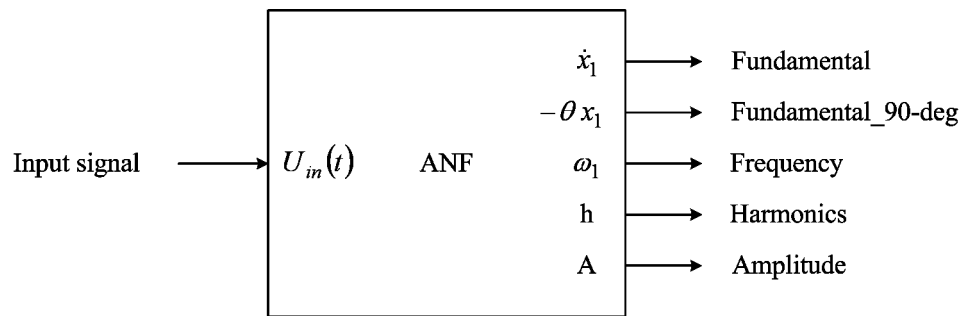 ẋ₁ Fundamental
−θ x₁ Fundamental_90-deg
Input signal U_in(t) ANF ω₁ Frequency
h Harmonics
A Amplitude